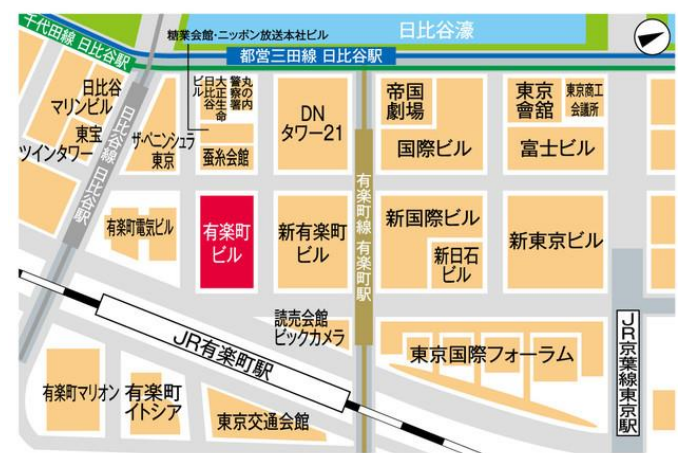 千代田線 日比谷駅
糖業会館・ニッポン放送本社ビル
日比谷濠
都営三田線 日比谷駅
日比谷
マリンビル
日比谷線 日比谷駅
東宝
ツインタワー
ザ・ペニンシュラ
東京
丸の内
警察署
大正生命
日比谷
ビル
蚕糸会館
DN
タワー21
帝国
劇場
国際ビル
東京
會舘
東京商工
会議所
富士ビル
有楽町電気ビル
有楽町
ビル
新有楽町
ビル
有楽町線 有楽町駅
新国際ビル
新日石
ビル
新東京ビル
読売会館
ビックカメラ
JR有楽町駅
東京国際フォーラム
JR京葉線東京駅
有楽町マリオン
有楽町
イトシア
東京交通会館